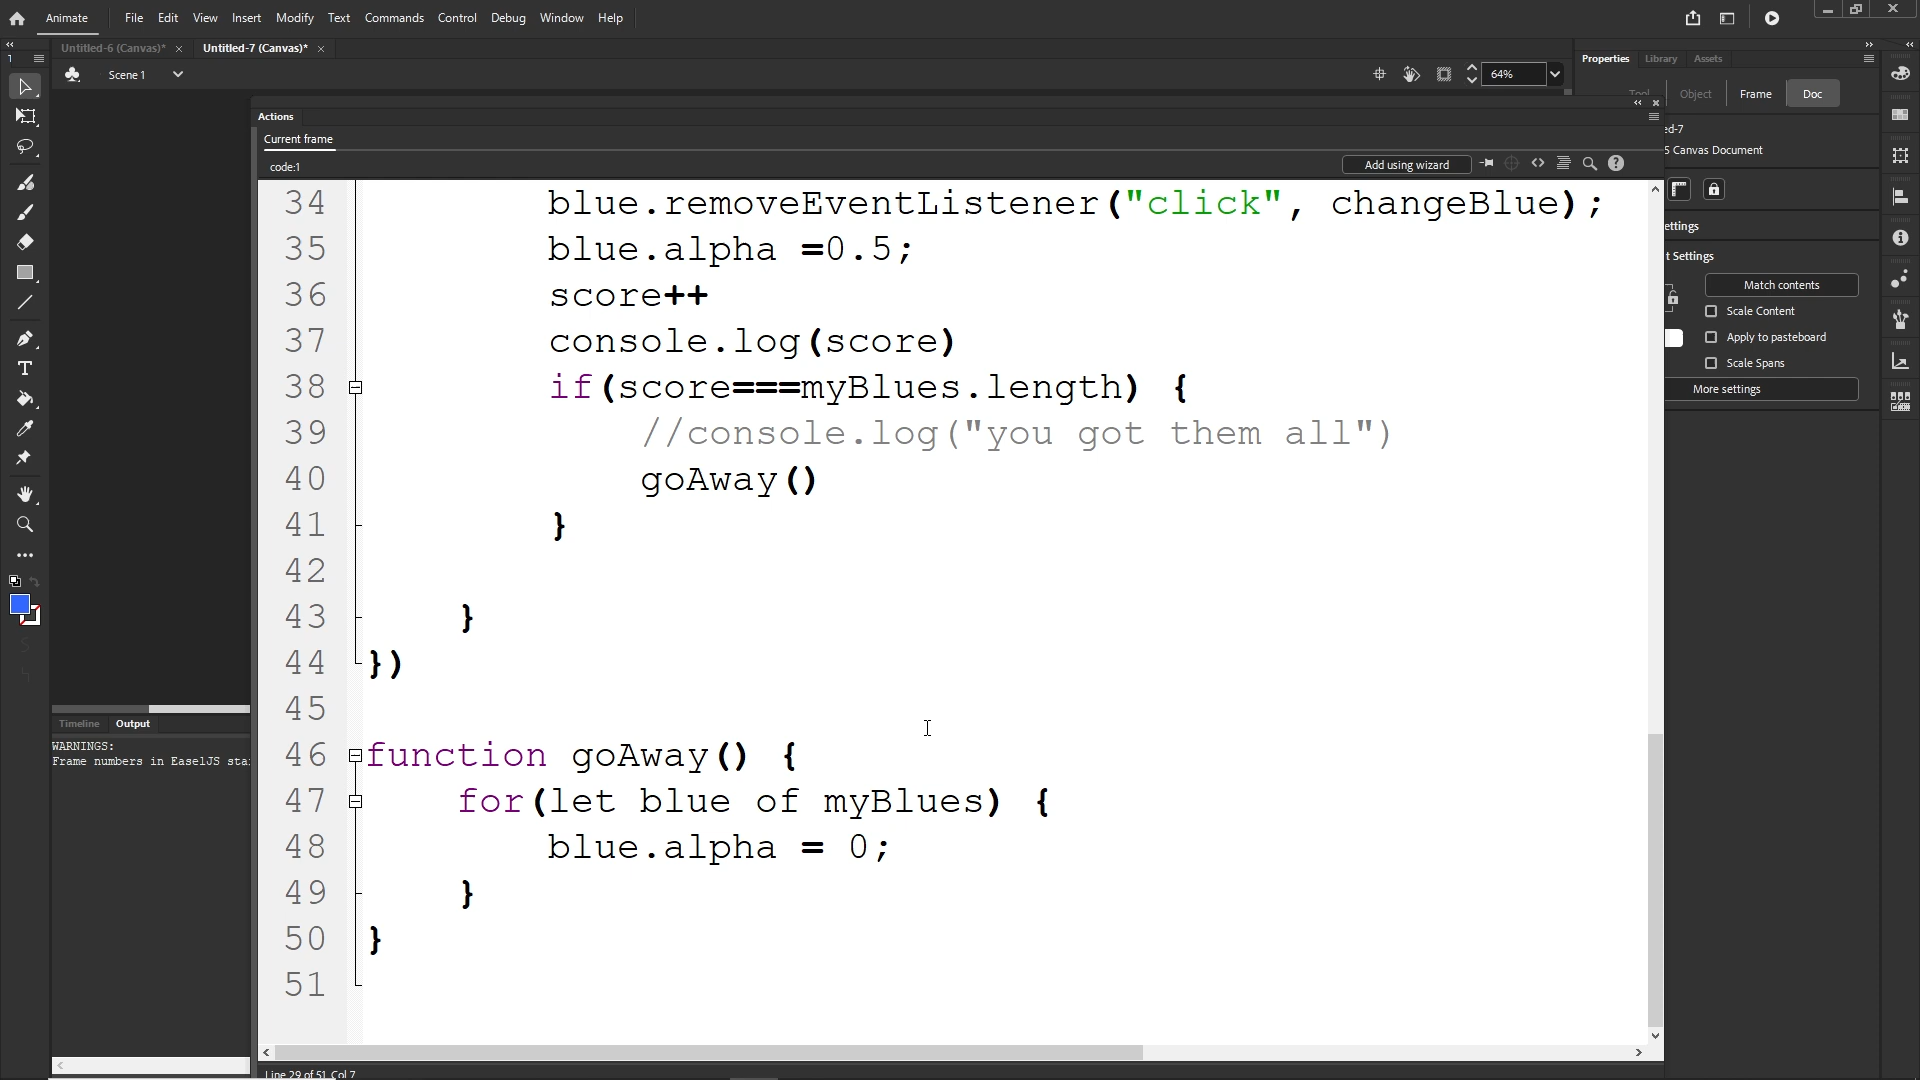 Animate File Edit View Insert Modify Text Commands Control Debug Window Help
Untitled-6 (Canvas)* Untitled-7 (Canvas)*
Scene 1 64%
Properties Library Assets
Tool Object Frame Doc
Actions
Current frame
code:1 Add using wizard
34 blue.removeEventListener("click", changeBlue);
35 blue.alpha =0.5;
36 score++
37 console.log(score)
38 if(score===myBlues.length) {
39 //console.log("you got them all")
40 goAway()
41 }
42
43 }
44 })
45
46 function goAway() {
47 for(let blue of myBlues) {
48 blue.alpha = 0;
49 }
50 }
51
Line 29 of 51, Col 7
ed-7
5 Canvas Document
ettings
t Settings
Match contents
Scale Content
Apply to pasteboard
Scale Spans
More settings
Timeline Output
WARNINGS:
Frame numbers in EaselJS sta